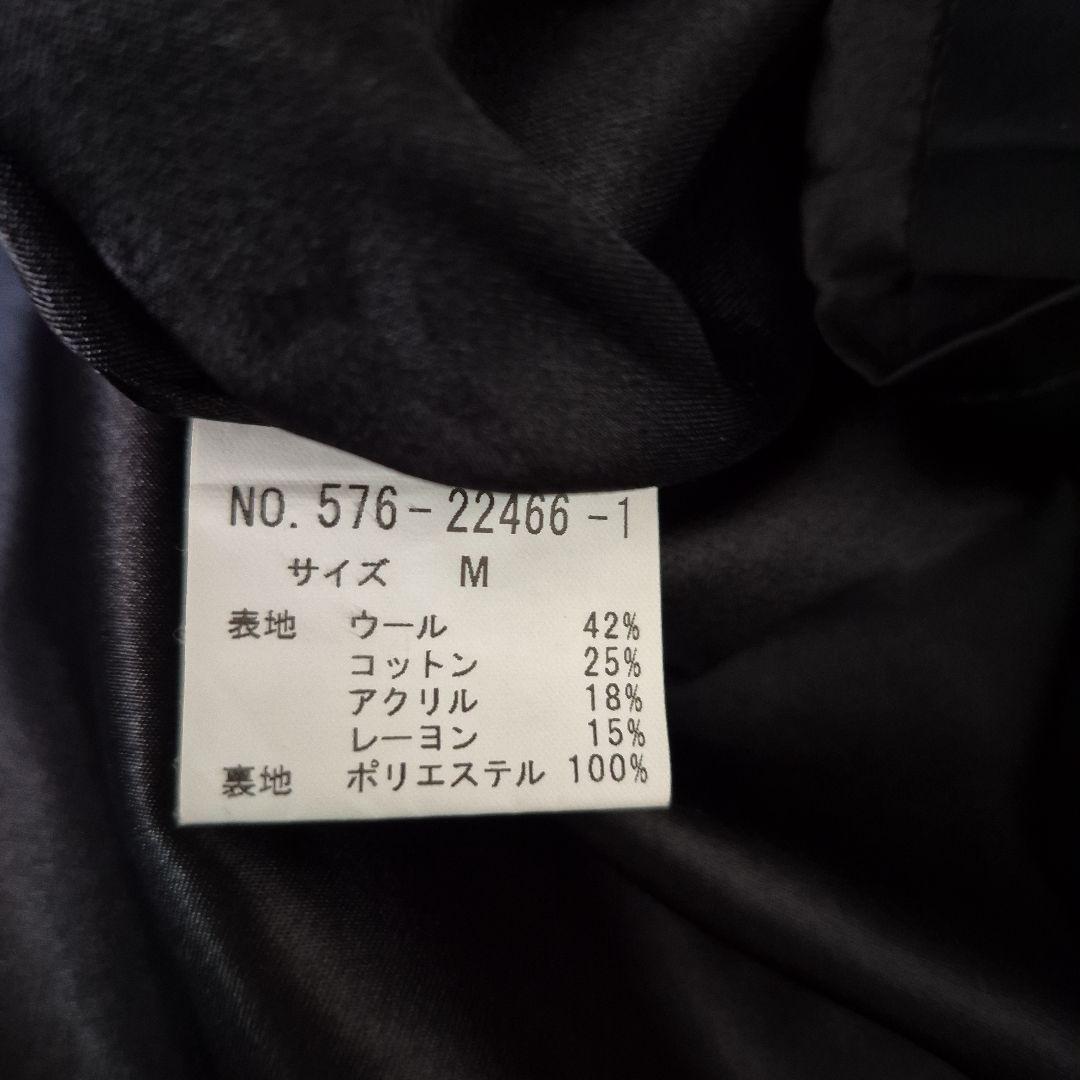 NO. 576-22466-1
サイズ M
表地 ウール 42%
コットン 25%
アクリル 18%
レーヨン 15%
裏地 ポリエステル 100%